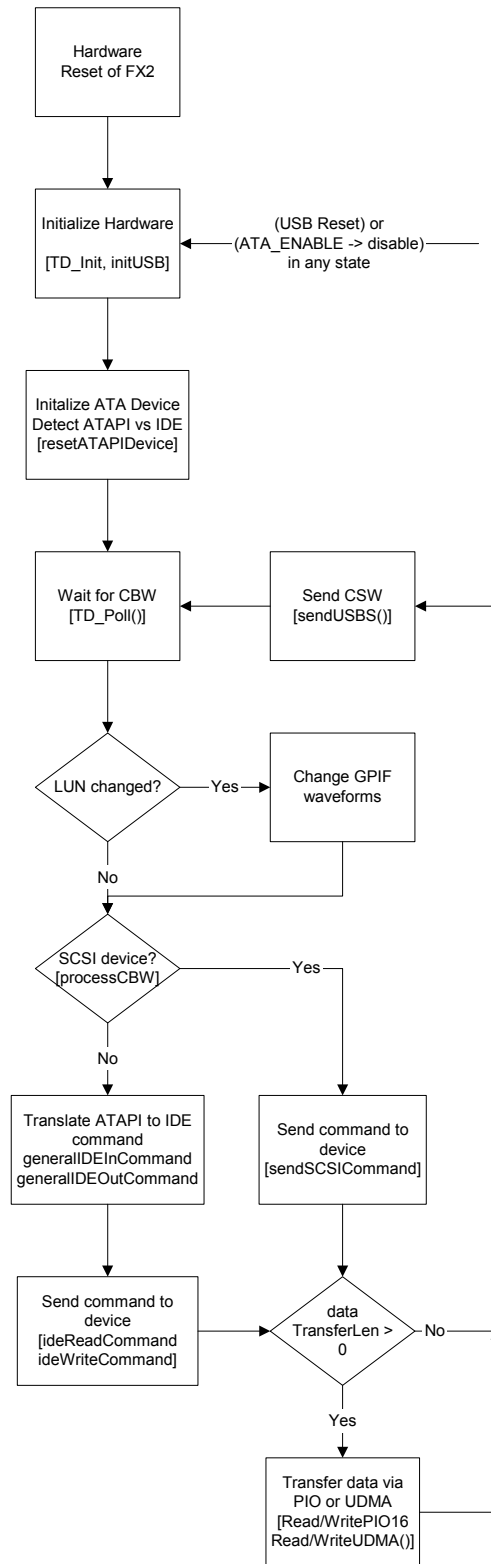 Hardware
Reset of FX2
Initialize Hardware
[TD_Init, initUSB]
(USB Reset) or
(ATA_ENABLE -> disable)
in any state
Initalize ATA Device
Detect ATAPI vs IDE
[resetATAPIDevice]
Wait for CBW
[TD_Poll()]
Send CSW
[sendUSBS()]
LUN changed?
Yes
Change GPIF
waveforms
No
SCSI device?
[processCBW]
Yes
No
Translate ATAPI to IDE
command
generalIDEInCommand
generalIDEOutCommand
Send command to
device
[sendSCSICommand]
Send command to
device
[ideReadCommand
ideWriteCommand]
data
TransferLen >
0
No
Yes
Transfer data via
PIO or UDMA
[Read/WritePIO16
Read/WriteUDMA()]